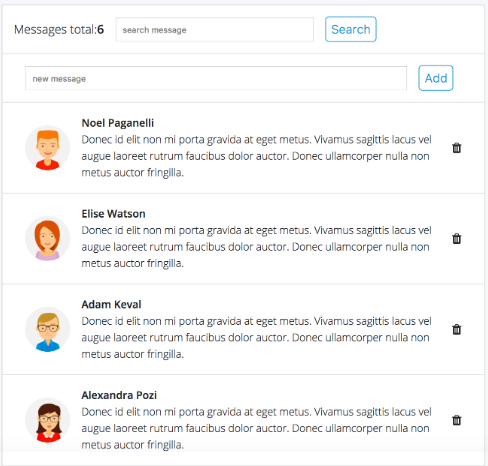 Messages total:6 search message Search
new message Add
Noel Paganelli
Donec id elit non mi porta gravida at eget metus. Vivamus sagittis lacus vel
augue laoreet rutrum faucibus dolor auctor. Donec ullamcorper nulla non
metus auctor fringilla.
Elise Watson
Donec id elit non mi porta gravida at eget metus. Vivamus sagittis lacus vel
augue laoreet rutrum faucibus dolor auctor. Donec ullamcorper nulla non
metus auctor fringilla.
Adam Keval
Donec id elit non mi porta gravida at eget metus. Vivamus sagittis lacus vel
augue laoreet rutrum faucibus dolor auctor. Donec ullamcorper nulla non
metus auctor fringilla.
Alexandra Pozi
Donec id elit non mi porta gravida at eget metus. Vivamus sagittis lacus vel
augue laoreet rutrum faucibus dolor auctor. Donec ullamcorper nulla non
metus auctor fringilla.